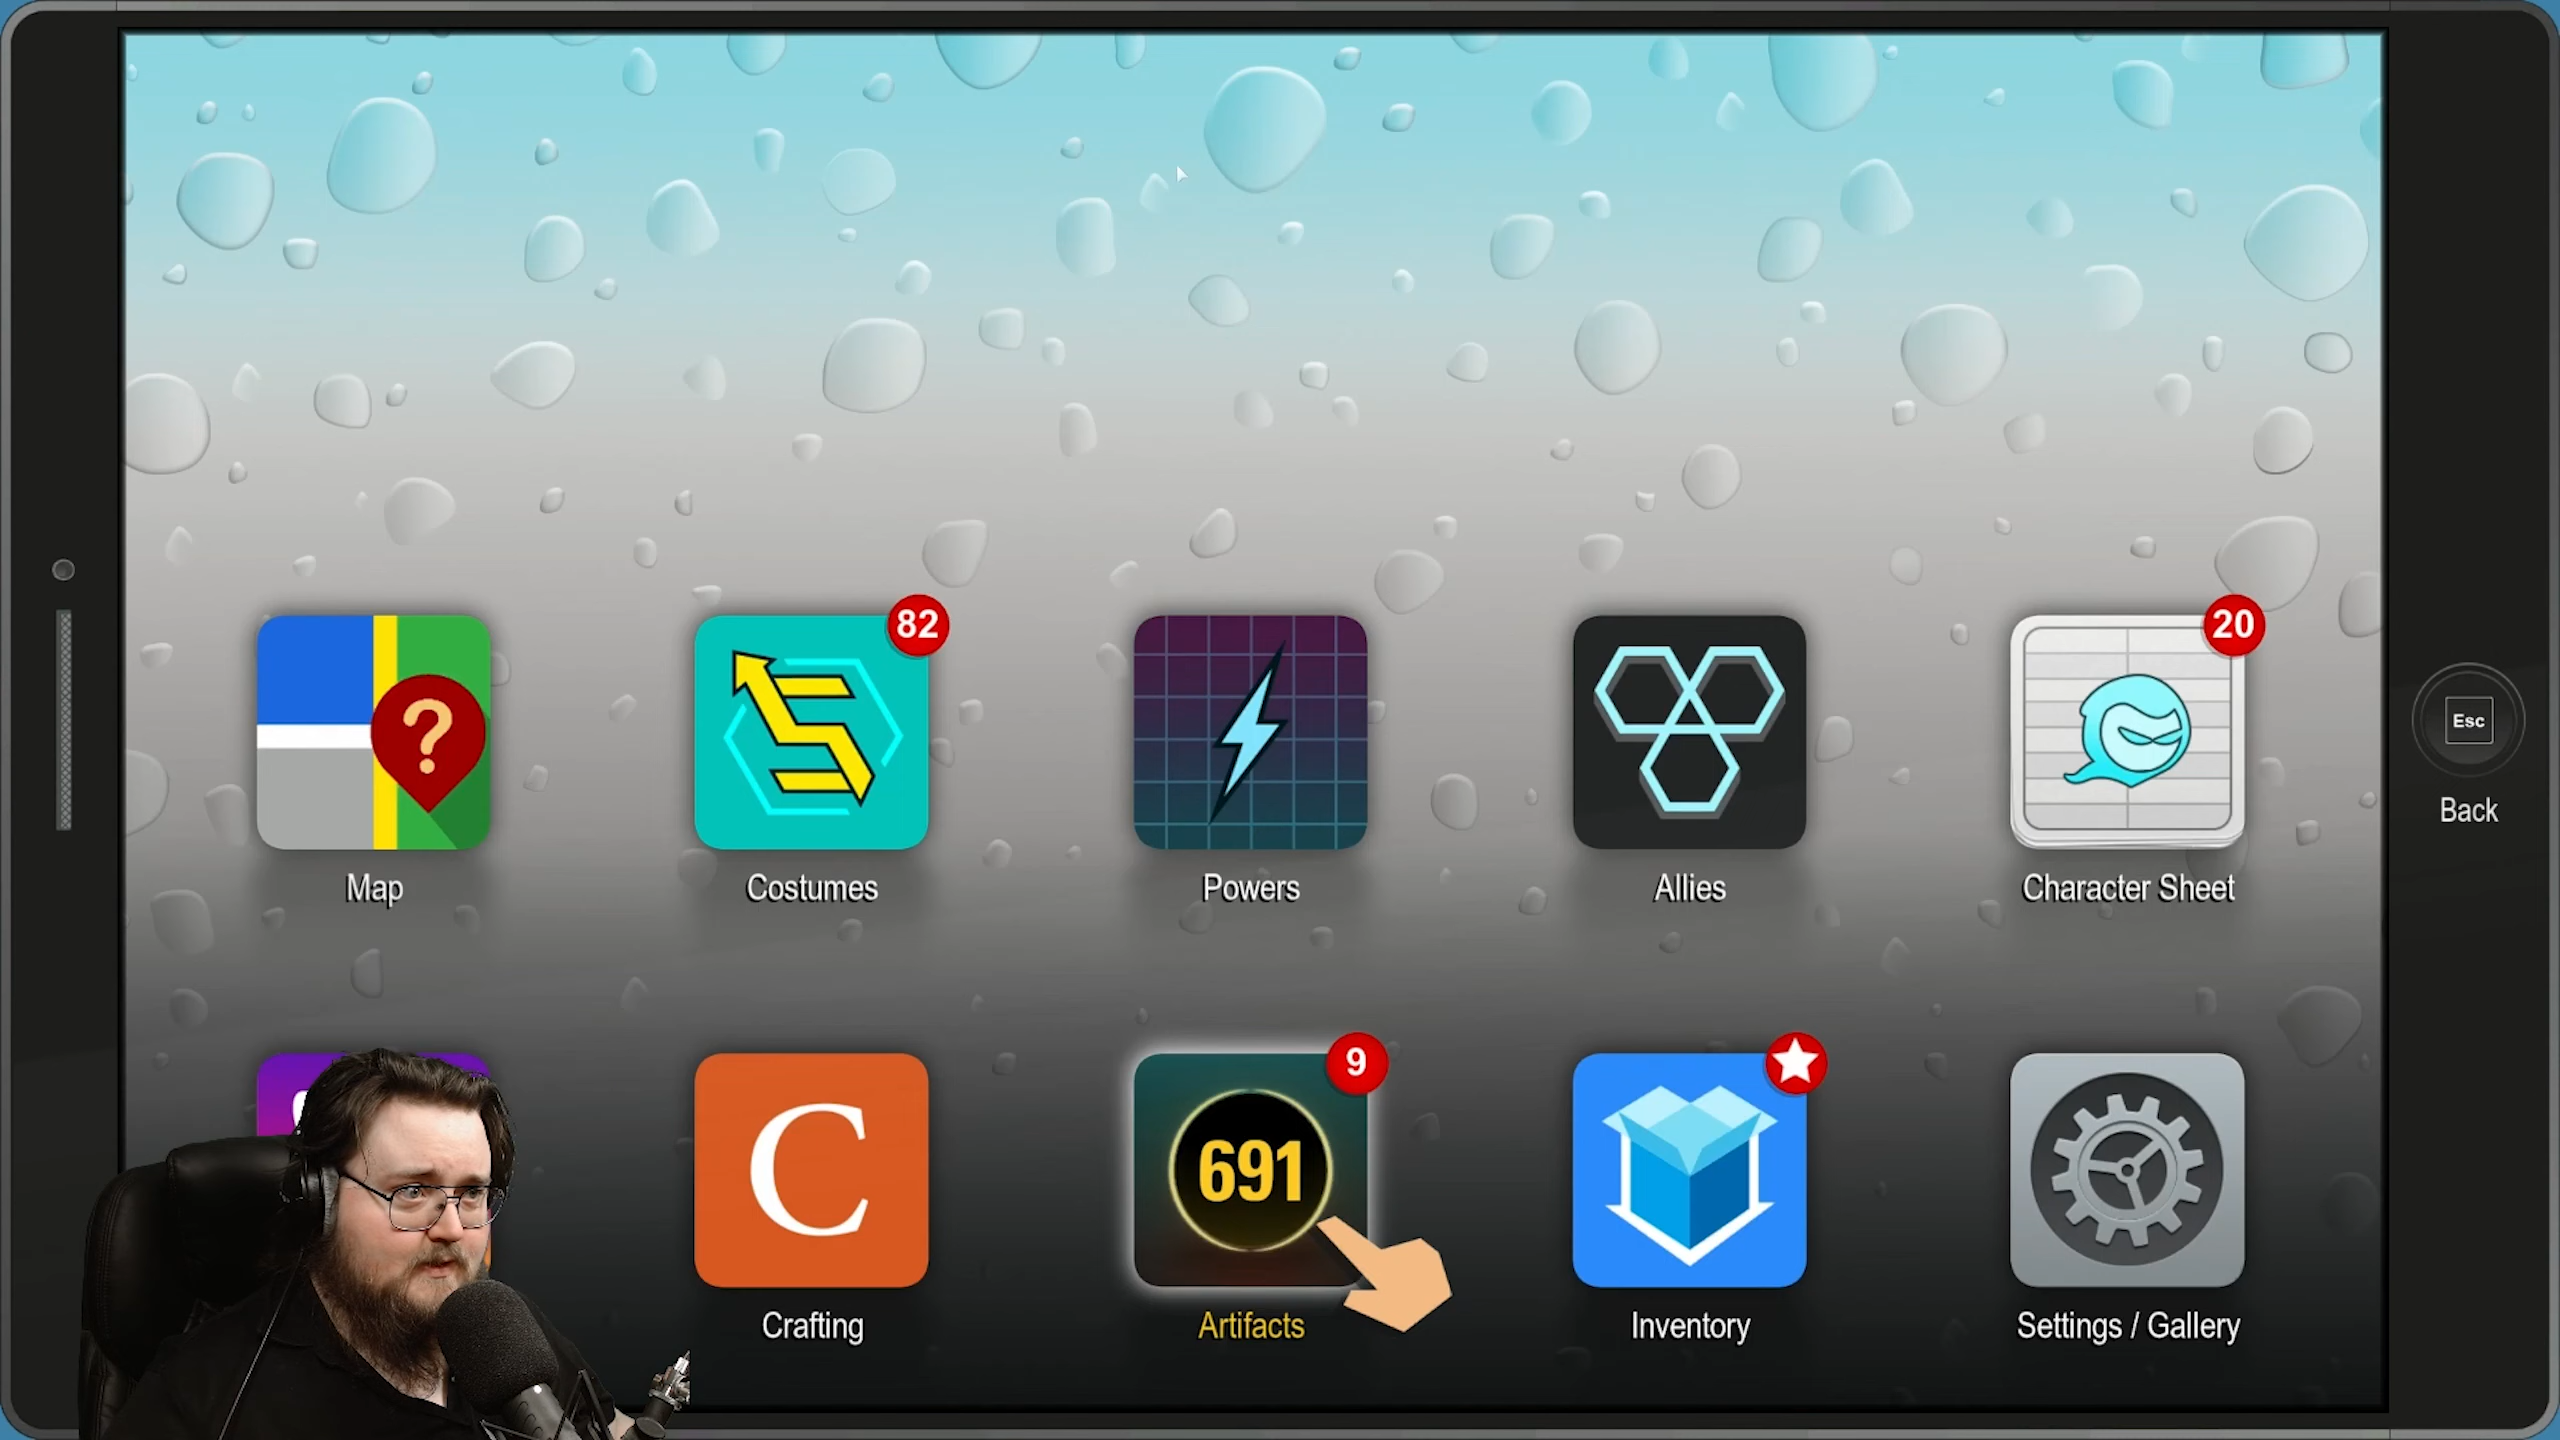 82
20
?
Esc
Map
Costumes
Powers
Allies
Character Sheet
Back
9
C
691
Crafting
Artifacts
Inventory
Settings / Gallery